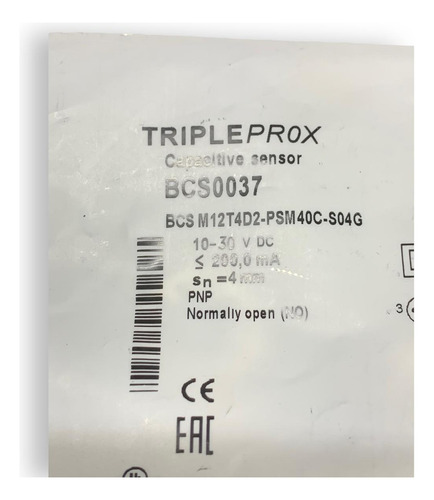 TRIPLEPROX
Capacitive sensor
BCS0037
BCS M12T4D2-PSM40C-S04G
10-30 V DC
≤ 200,0 mA
sn =4 mm
PNP
Normally open (NO)
3
CE
EAC